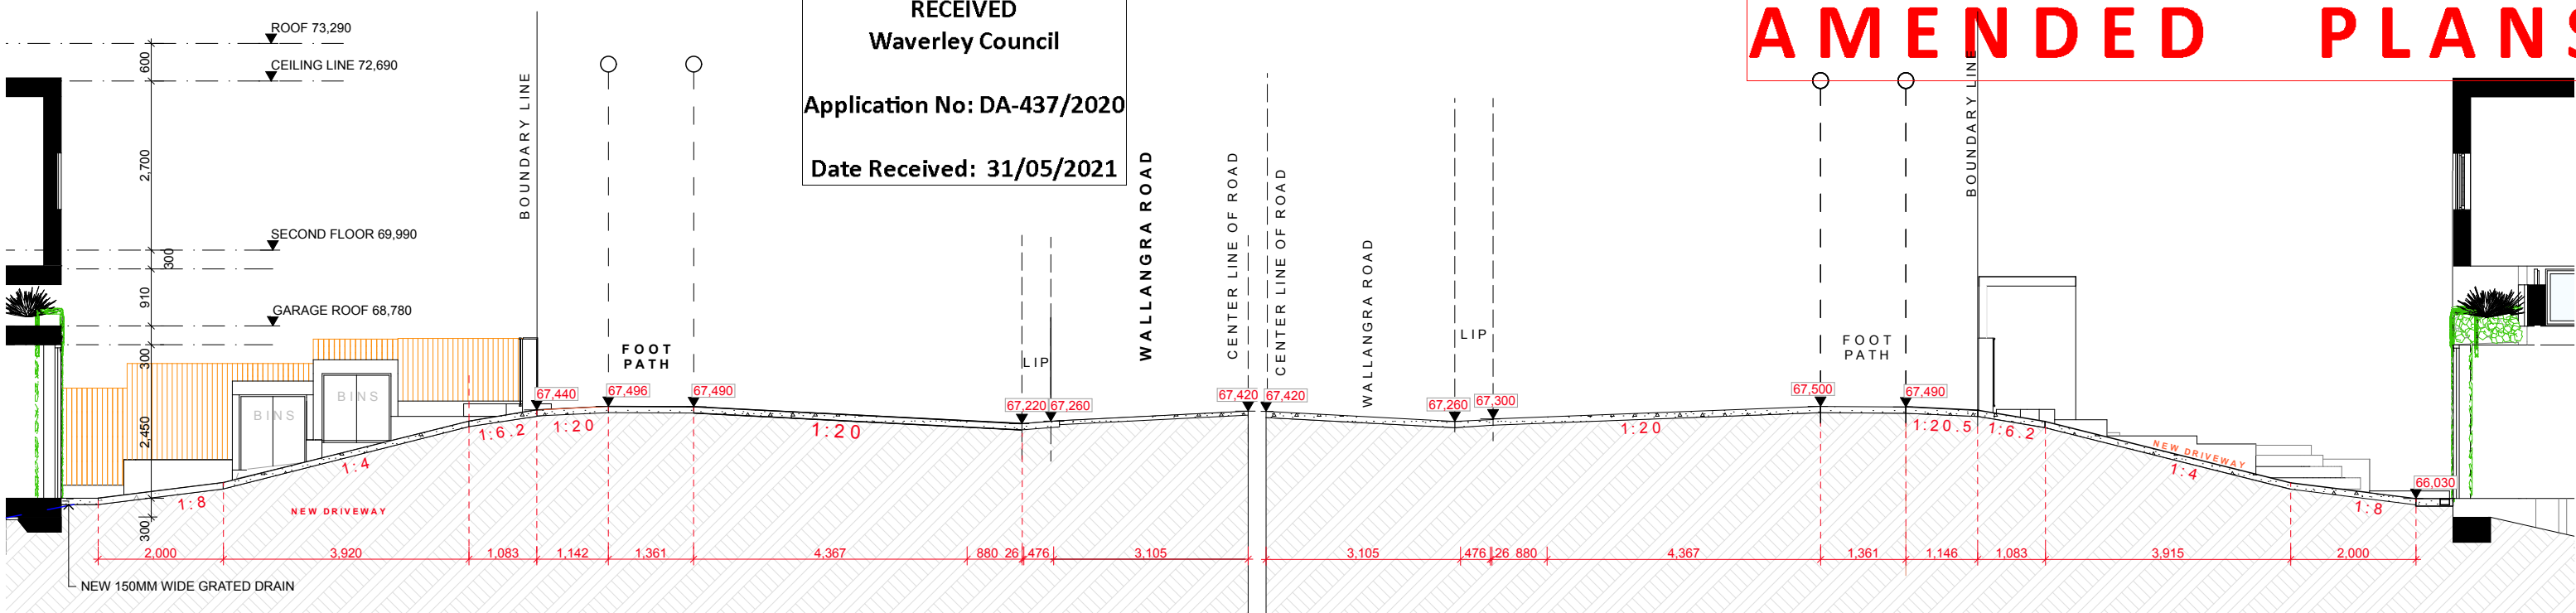 RECEIVED
Waverley Council
Application No: DA-437/2020
Date Received: 31/05/2021
AMENDED PLANS
ROOF 73,290
CEILING LINE 72,690
SECOND FLOOR 69,990
GARAGE ROOF 68,780
600
2,700
300
910
300
2,450
300
BOUNDARY LINE
FOOT
PATH
LIP
WALLANGRA ROAD
CENTER LINE OF ROAD
CENTER LINE OF ROAD
WALLANGRA ROAD
LIP
FOOT
PATH
BOUNDARY LINE
BINS
BINS
67,440
67,496
67,490
67,220
67,260
67,420
67,420
67,260
67,300
67,500
67,490
66,030
1:8
1:4
1:6.2
1:20
1:20
1:20
1:20.5
1:6.2
1:4
1:8
NEW DRIVEWAY
NEW DRIVEWAY
2,000
3,920
1,083
1,142
1,361
4,367
880
26
476
3,105
3,105
476
26
880
4,367
1,361
1,146
1,083
3,915
2,000
NEW 150MM WIDE GRATED DRAIN